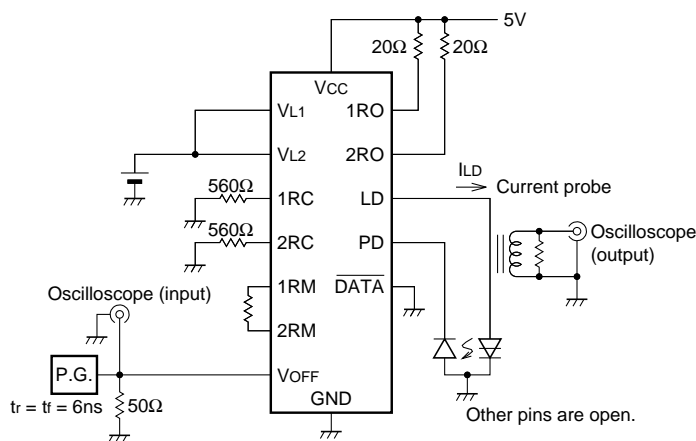 5V
20Ω 20Ω
VCC
VL1 1RO
VL2 2RO
ILD
560Ω 1RC LD Current probe
Oscilloscope
(output)
560Ω 2RC PD
Oscilloscope (input) 1RM DATA
2RM
P.G. VOFF
tr = tf = 6ns 50Ω GND
Other pins are open.